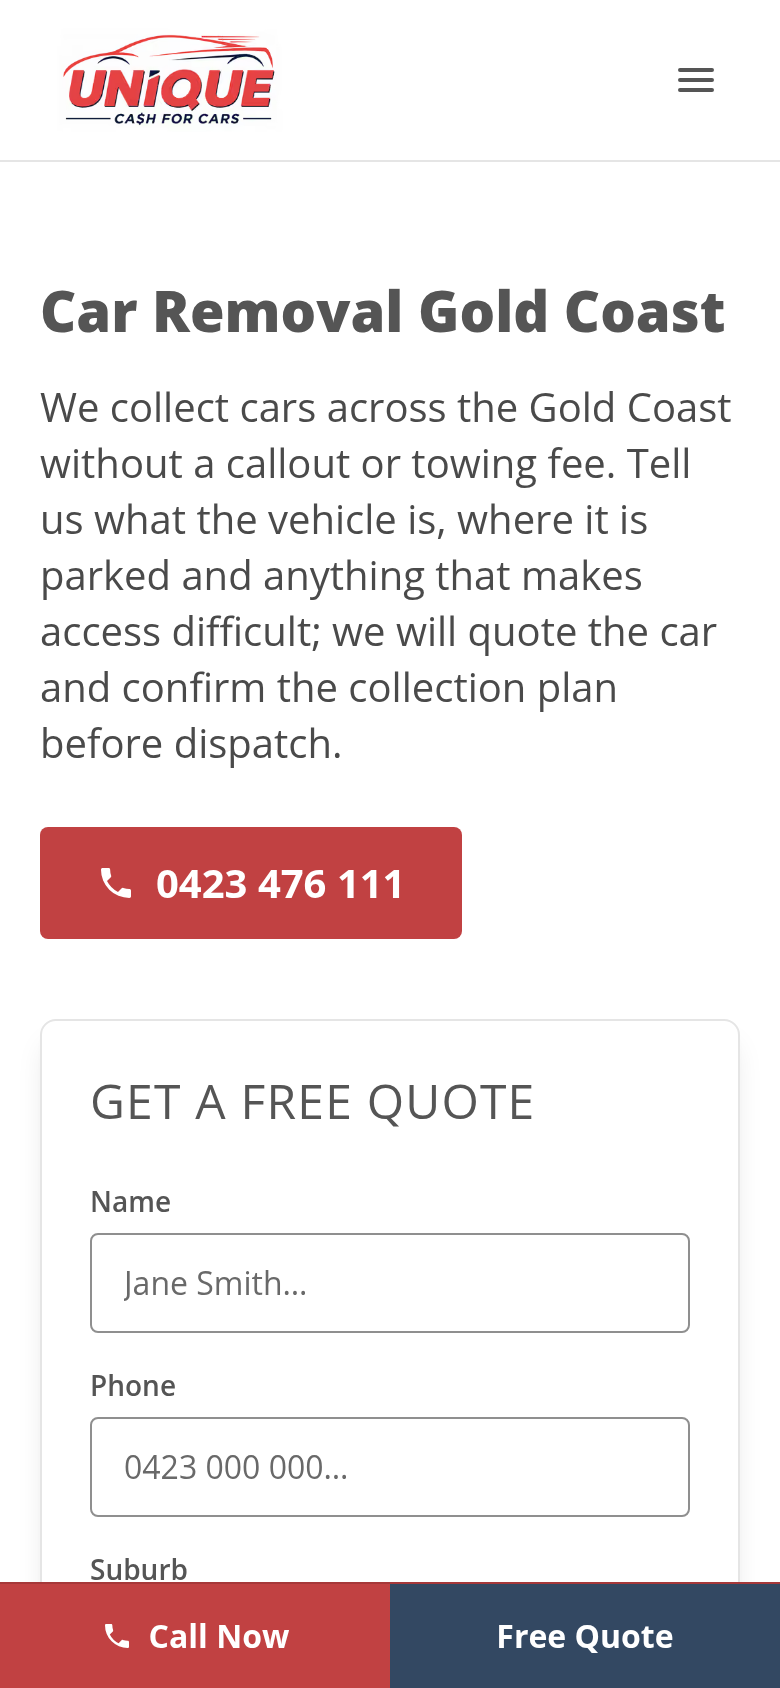 UNIQUE
CA$H FOR CARS
Car Removal Gold Coast
We collect cars across the Gold Coast
without a callout or towing fee. Tell
us what the vehicle is, where it is
parked and anything that makes
access difficult; we will quote the car
and confirm the collection plan
before dispatch.
0423 476 111
GET A FREE QUOTE
Name
Jane Smith...
Phone
0423 000 000...
Suburb
Call Now
Free Quote